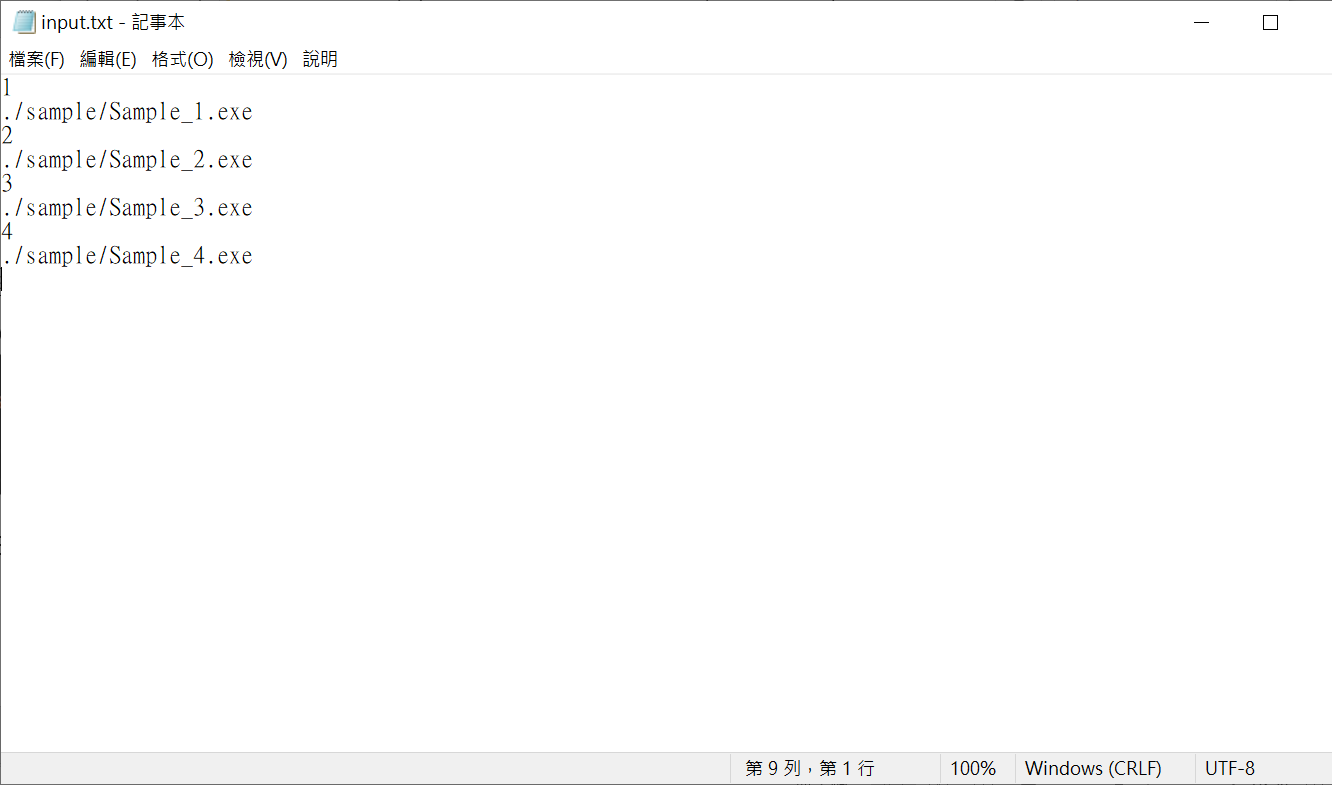 input.txt - 記事本
檔案(F) 編輯(E) 格式(O) 檢視(V) 說明
1
./sample/Sample_1.exe
2
./sample/Sample_2.exe
3
./sample/Sample_3.exe
4
./sample/Sample_4.exe
第 9 列，第 1 行 100% Windows (CRLF) UTF-8